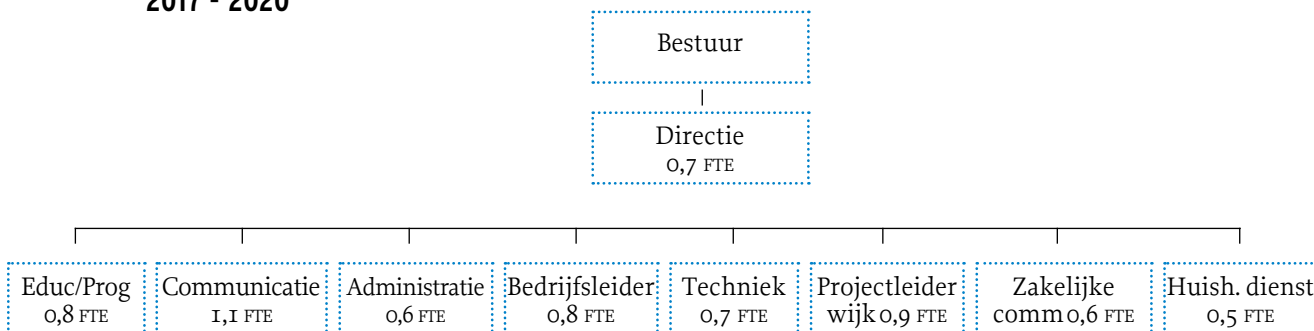 2017 - 2020
Bestuur
Directie
0,7 FTE
Educ/Prog
0,8 FTE
Communicatie
1,1 FTE
Administratie
0,6 FTE
Bedrijfsleider
0,8 FTE
Techniek
0,7 FTE
Projectleider
wijk 0,9 FTE
Zakelijke
comm 0,6 FTE
Huish. dienst
0,5 FTE